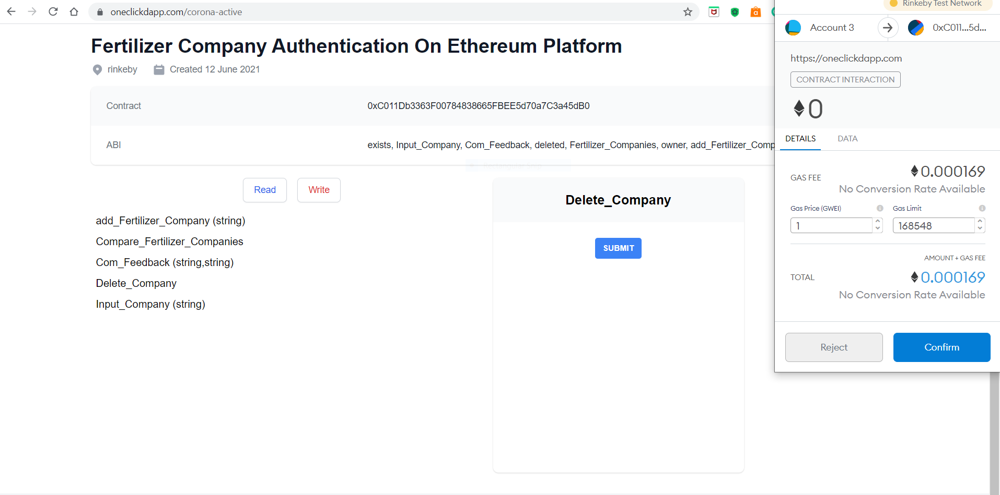 oneclickdapp.com/corona-active
Fertilizer Company Authentication On Ethereum Platform
rinkeby Created 12 June 2021
Contract 0xC011Db3363F00784838665FBEE5d70a7C3a45dB0
ABI exists, Input_Company, Com_Feedback, deleted, Fertilizer_Companies, owner, add_Fertilizer_Comp
Rectangular Snip
Read Write
add_Fertilizer_Company (string)
Compare_Fertilizer_Companies
Com_Feedback (string,string)
Delete_Company
Input_Company (string)
Delete_Company
SUBMIT
Rinkeby Test Network
Account 3 0xC011...5d...
https://oneclickdapp.com
CONTRACT INTERACTION
0
DETAILS DATA
GAS FEE 0.000169
No Conversion Rate Available
Gas Price (GWEI) Gas Limit
1 168548
AMOUNT + GAS FEE
TOTAL 0.000169
No Conversion Rate Available
Reject Confirm